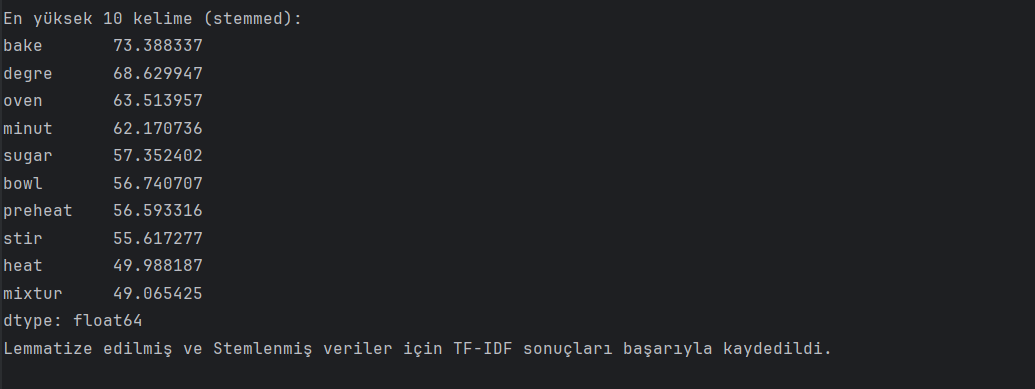 En yüksek 10 kelime (stemmed):
bake       73.388337
degre      68.629947
oven       63.513957
minut      62.170736
sugar      57.352402
bowl       56.740707
preheat    56.593316
stir       55.617277
heat       49.988187
mixtur     49.065425
dtype: float64
Lemmatize edilmiş ve Stemlenmiş veriler için TF-IDF sonuçları başarıyla kaydedildi.